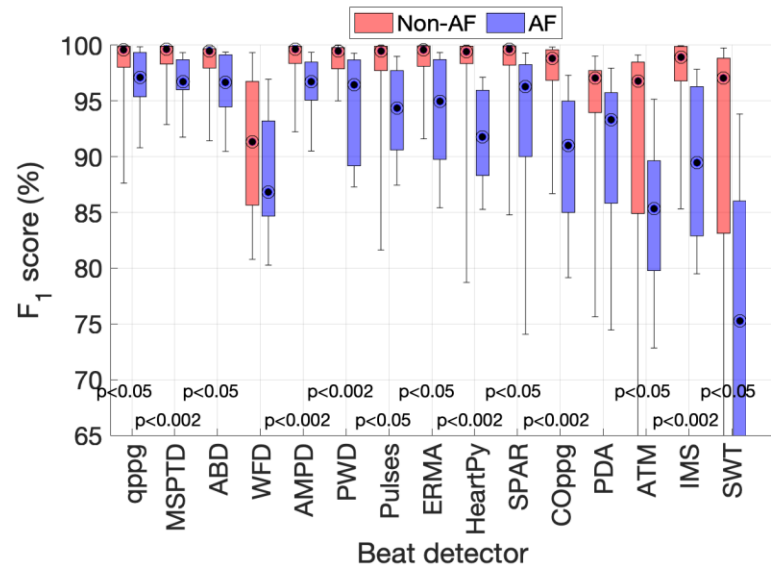 Non-AF AF
100
95
90
85
80
75
70
65
F1 score (%)
p<0.05 p<0.05 p<0.002 p<0.05 p<0.05 p<0.05 p<0.05
p<0.002 p<0.002 p<0.05 p<0.002 p<0.002 p<0.002
qppg
MSPTD
ABD
WFD
AMPD
PWD
Pulses
ERMA
HeartPy
SPAR
COppg
PDA
ATM
IMS
SWT
Beat detector